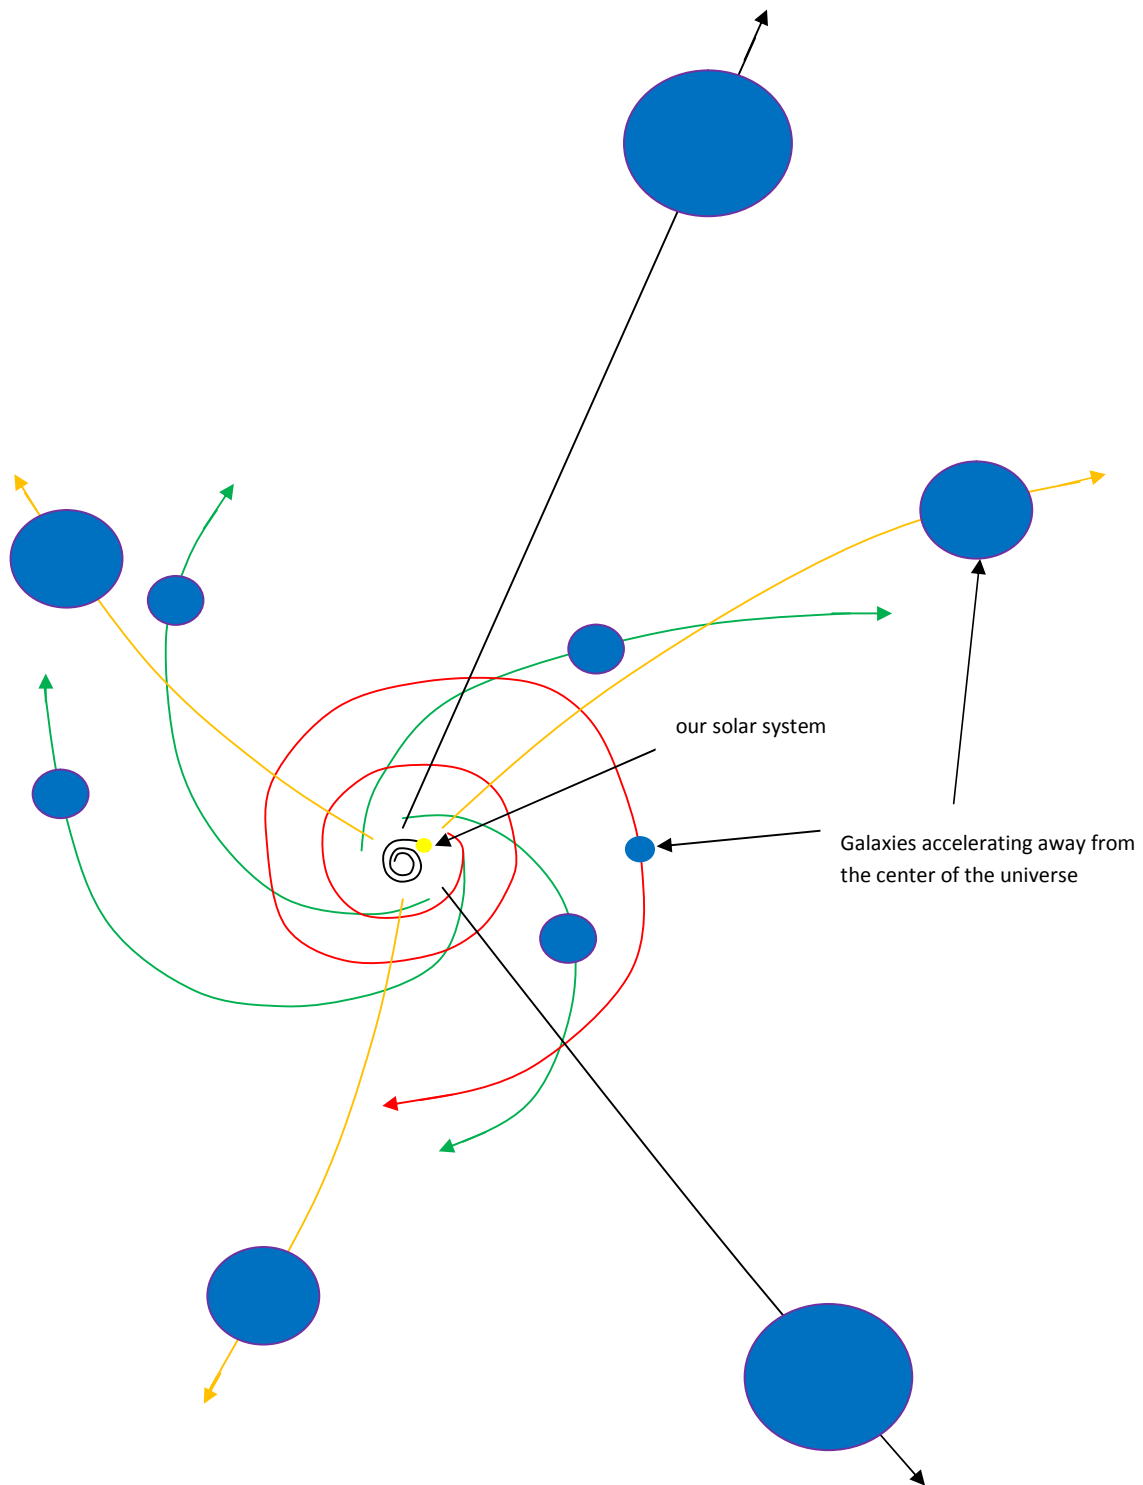 our solar system
Galaxies accelerating away from
the center of the universe